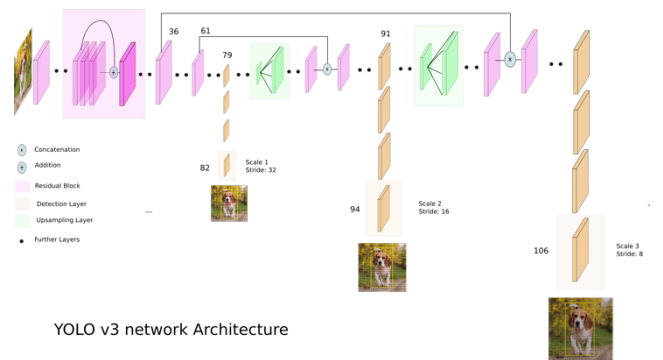 36
61
79
91
82
Scale 1
Stride: 32
94
Scale 2
Stride: 16
106
Scale 3
Stride: 8
Concatenation
Addition
Residual Block
Detection Layer
Upsampling Layer
Further Layers
...
YOLO v3 network Architecture